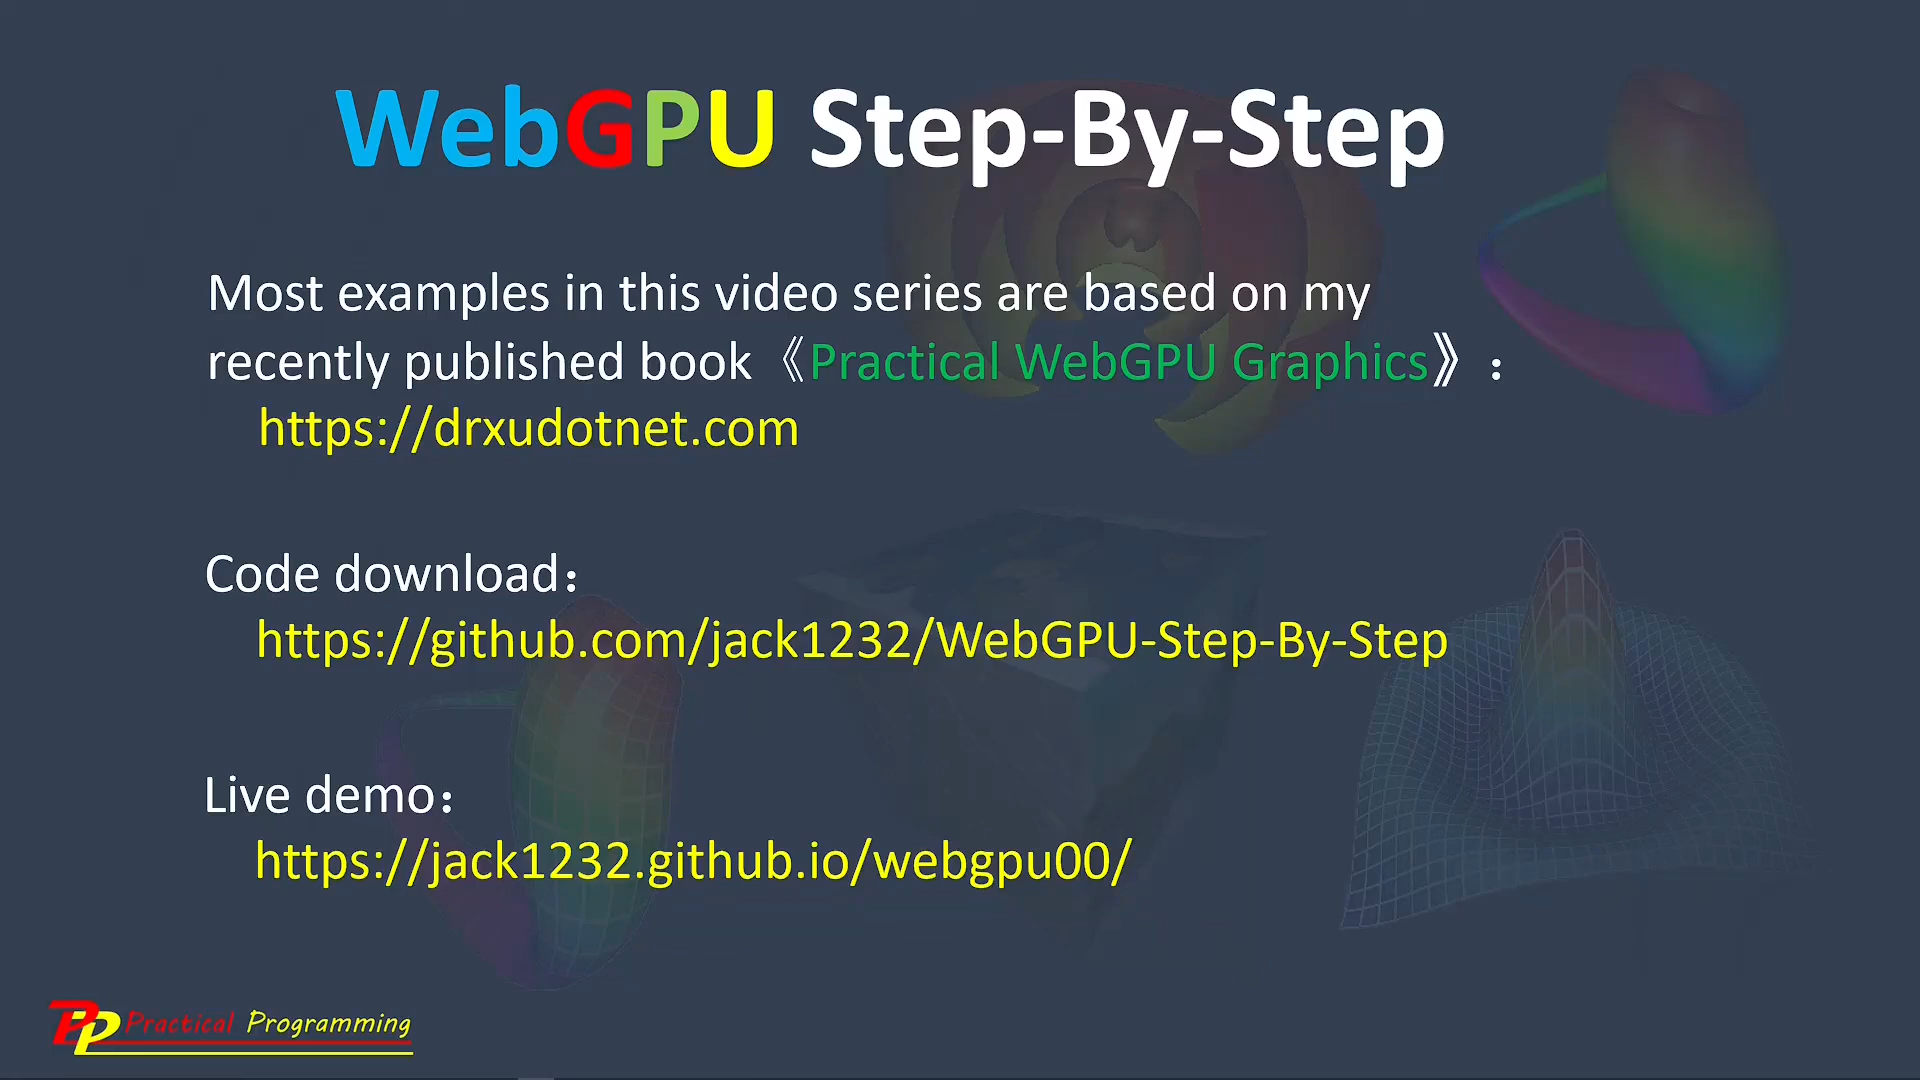 WebGPU Step-By-Step
Most examples in this video series are based on my
recently published book《Practical WebGPU Graphics》：
https://drxudotnet.com
Code download：
https://github.com/jack1232/WebGPU-Step-By-Step
Live demo：
https://jack1232.github.io/webgpu00/
PP Practical Programming